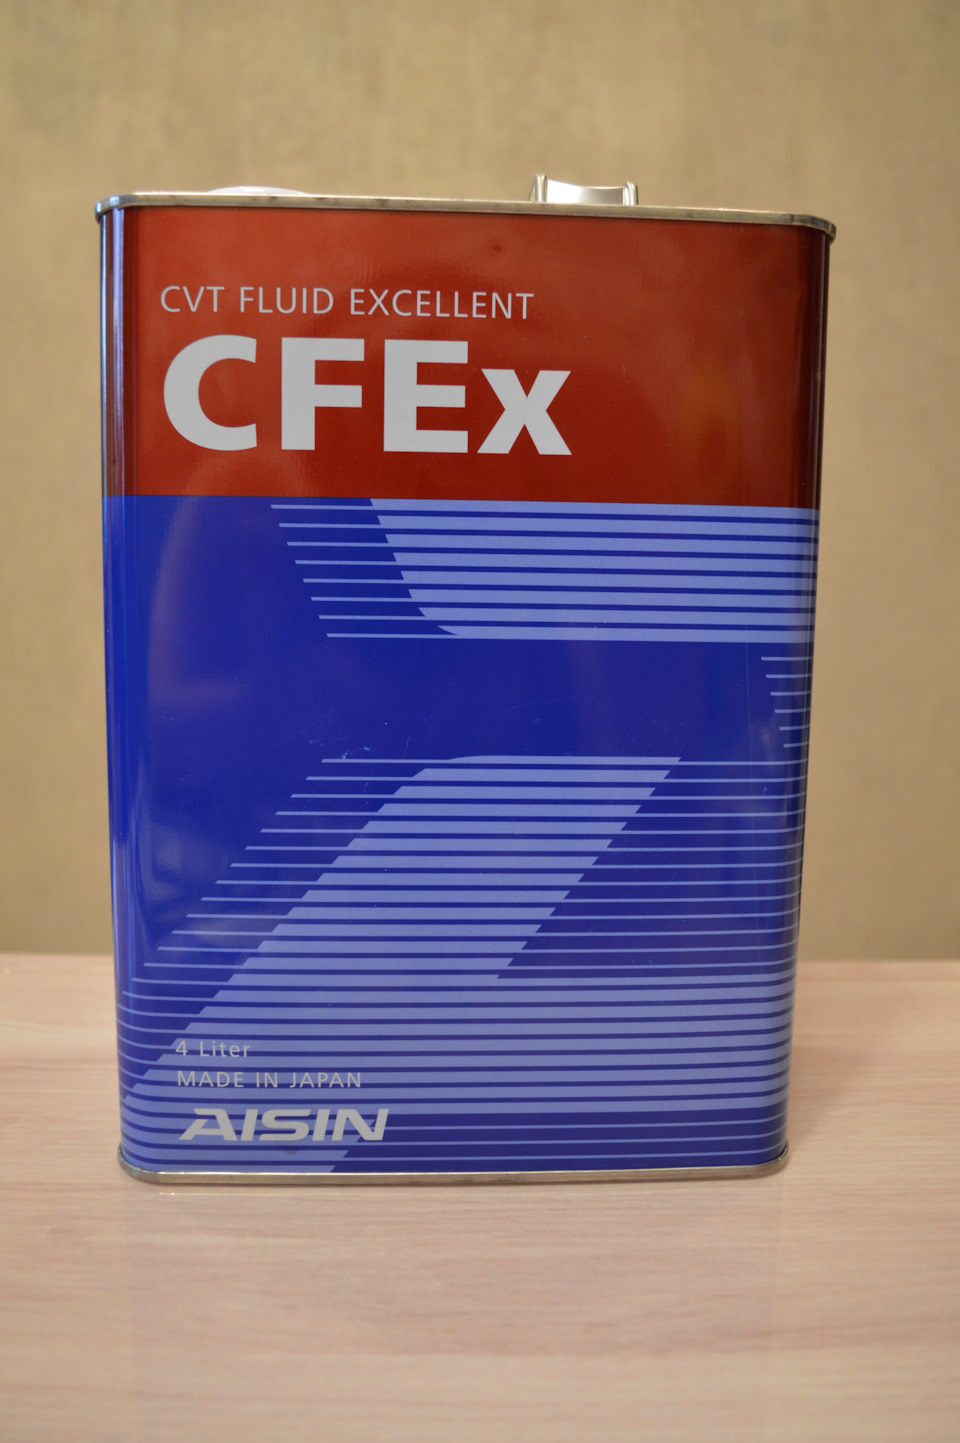 CVT FLUID EXCELLENT
CFEx
4 Liter
MADE IN JAPAN
AISIN